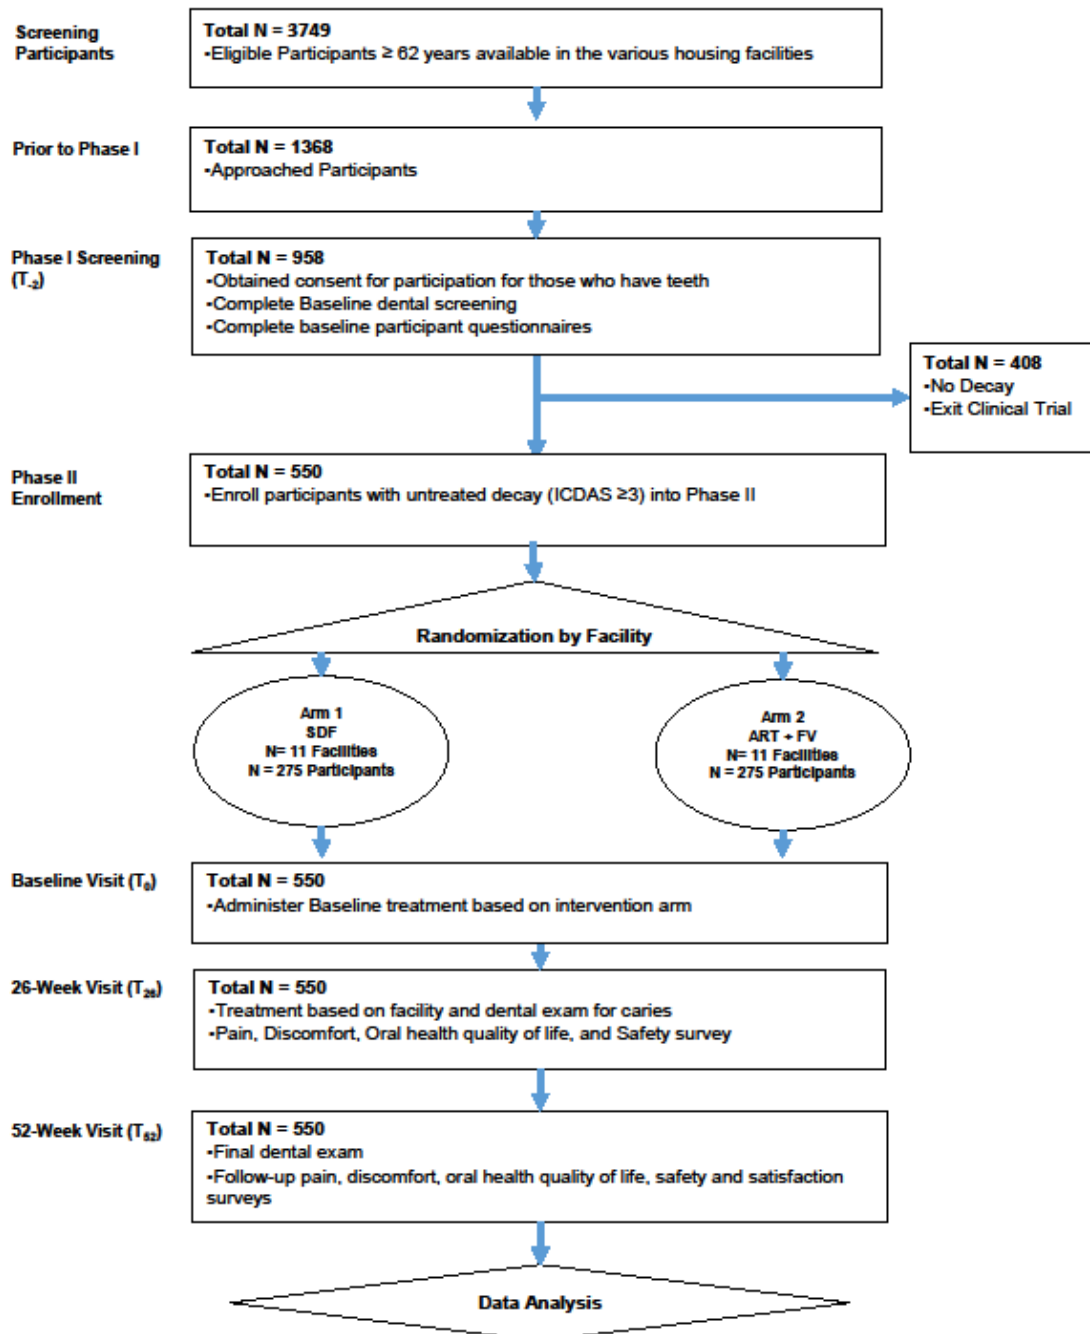 Screening
Participants
Total N = 3749
▪Eligible Participants ≥ 62 years available in the various housing facilities
Prior to Phase I
Total N = 1368
▪Approached Participants
Phase I Screening
(T-2)
Total N = 958
▪Obtained consent for participation for those who have teeth
▪Complete Baseline dental screening
▪Complete baseline participant questionnaires
Total N = 408
▪No Decay
▪Exit Clinical Trial
Phase II
Enrollment
Total N = 550
▪Enroll participants with untreated decay (ICDAS ≥3) into Phase II
Randomization by Facility
Arm 1
SDF
N= 11 Facilities
N = 275 Participants
Arm 2
ART + FV
N= 11 Facilities
N = 275 Participants
Baseline Visit (T0)
Total N = 550
▪Administer Baseline treatment based on intervention arm
26-Week Visit (T26)
Total N = 550
▪Treatment based on facility and dental exam for caries
▪Pain, Discomfort, Oral health quality of life, and Safety survey
52-Week Visit (T52)
Total N = 550
▪Final dental exam
▪Follow-up pain, discomfort, oral health quality of life, safety and satisfaction
surveys
Data Analysis